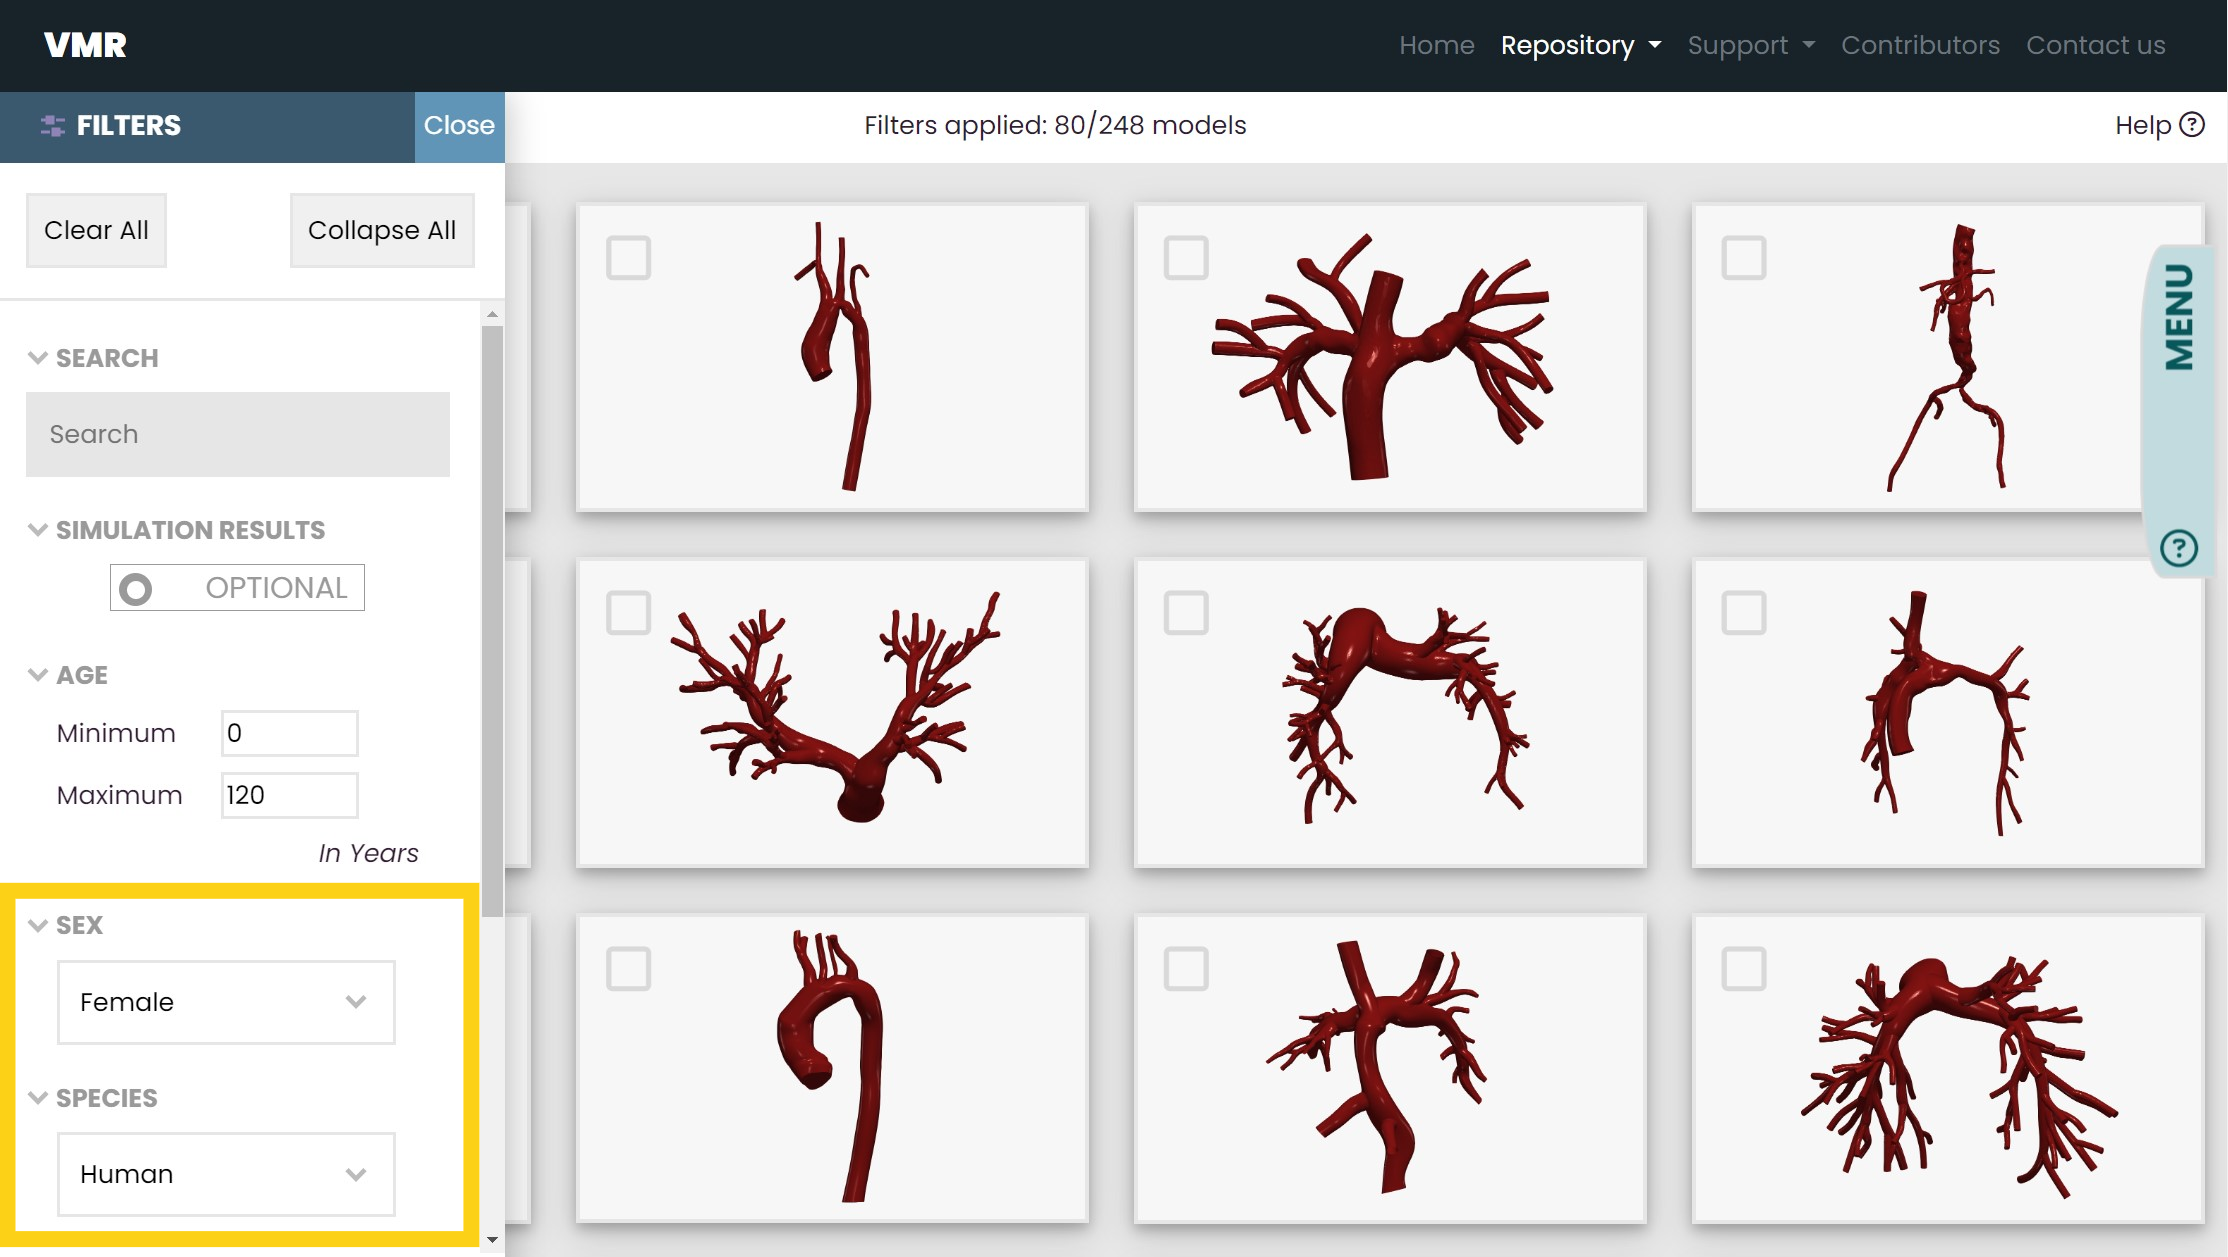 VMR
Home Repository Support Contributors Contact us
FILTERS Close
Filters applied: 80/248 models
Help ?
Clear All Collapse All
SEARCH
Search
SIMULATION RESULTS
OPTIONAL
AGE
Minimum 0
Maximum 120
In Years
SEX
Female
SPECIES
Human
MENU
?